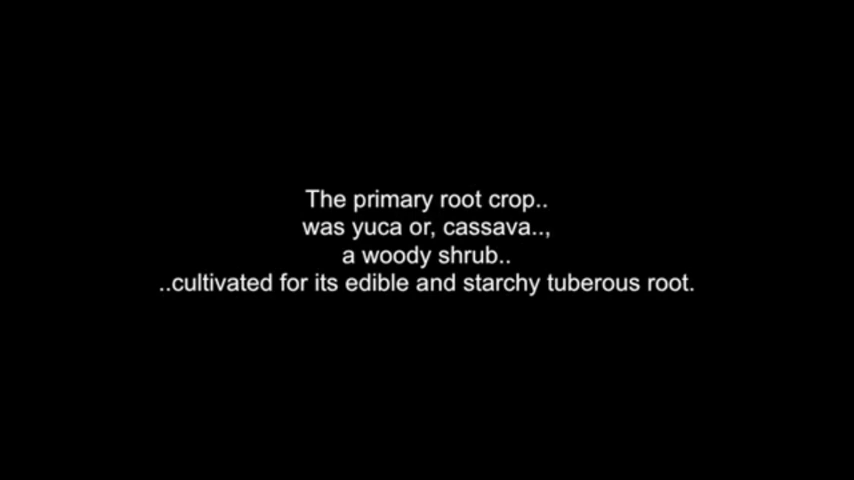 The primary root crop..
was yuca or, cassava..,
a woody shrub..
..cultivated for its edible and starchy tuberous root.